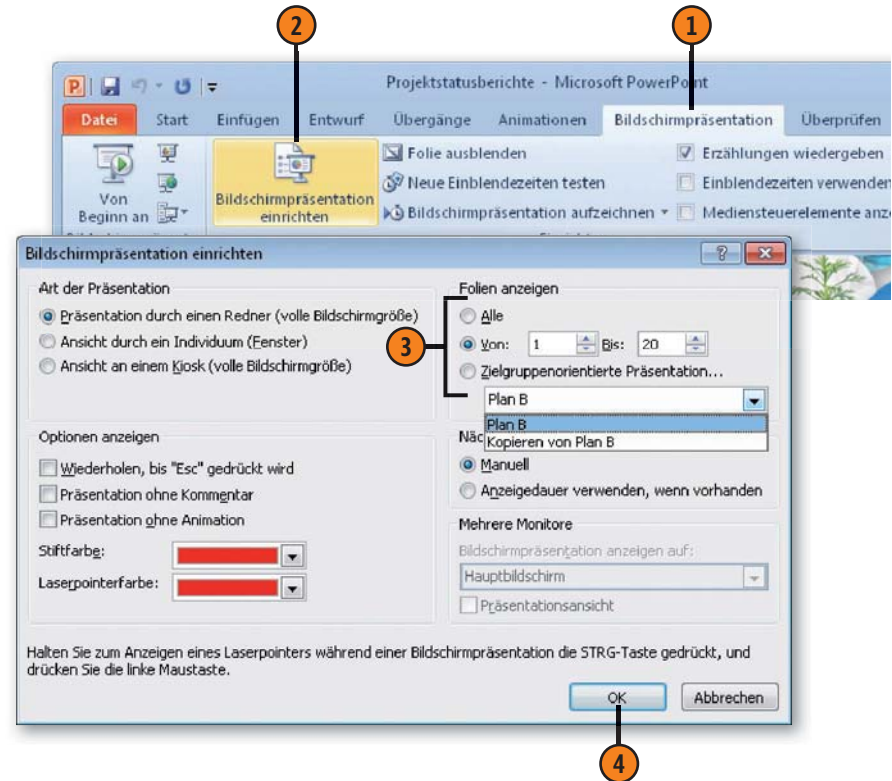 2
1
Projektstatusberichte - Microsoft PowerPoint
Datei Start Einfügen Entwurf Übergänge Animationen Bildschirmpräsentation Überprüfen
Von
Beginn an
Bildschirmpräsentation
einrichten
Folie ausblenden
Neue Einblendezeiten testen
Bildschirmpräsentation aufzeichnen
Erzählungen wiedergeben
Einblendezeiten verwenden
Mediensteuerelemente anz
Bildschirmpräsentation einrichten
Art der Präsentation
Präsentation durch einen Redner (volle Bildschirmgröße)
Ansicht durch ein Individuum (Fenster)
Ansicht an einem Kiosk (volle Bildschirmgröße)
Folien anzeigen
3
Alle
Von: 1 Bis: 20
Zielgruppenorientierte Präsentation...
Plan B
Plan B
Kopieren von Plan B
Optionen anzeigen
Wiederholen, bis "Esc" gedrückt wird
Präsentation ohne Kommentar
Präsentation ohne Animation
Stiftfarbe:
Laserpointerfarbe:
Manuell
Anzeigedauer verwenden, wenn vorhanden
Mehrere Monitore
Bildschirmpräsentation anzeigen auf:
Hauptbildschirm
Präsentationsansicht
Halten Sie zum Anzeigen eines Laserpointers während einer Bildschirmpräsentation die STRG-Taste gedrückt, und
drücken Sie die linke Maustaste.
OK Abbrechen
4